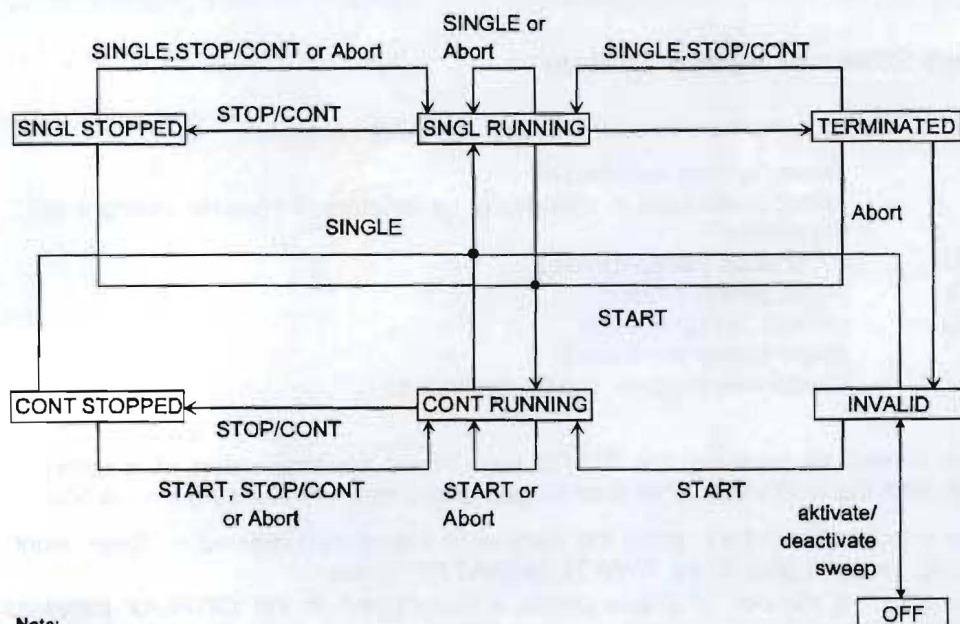 SINGLE or
Abort
SINGLE,STOP/CONT or Abort
SINGLE,STOP/CONT
STOP/CONT
SNGL STOPPED
SNGL RUNNING
TERMINATED
Abort
SINGLE
START
CONT STOPPED
CONT RUNNING
INVALID
STOP/CONT
START, STOP/CONT
or Abort
START or
Abort
START
aktivate/
deactivate
sweep
OFF
Note: